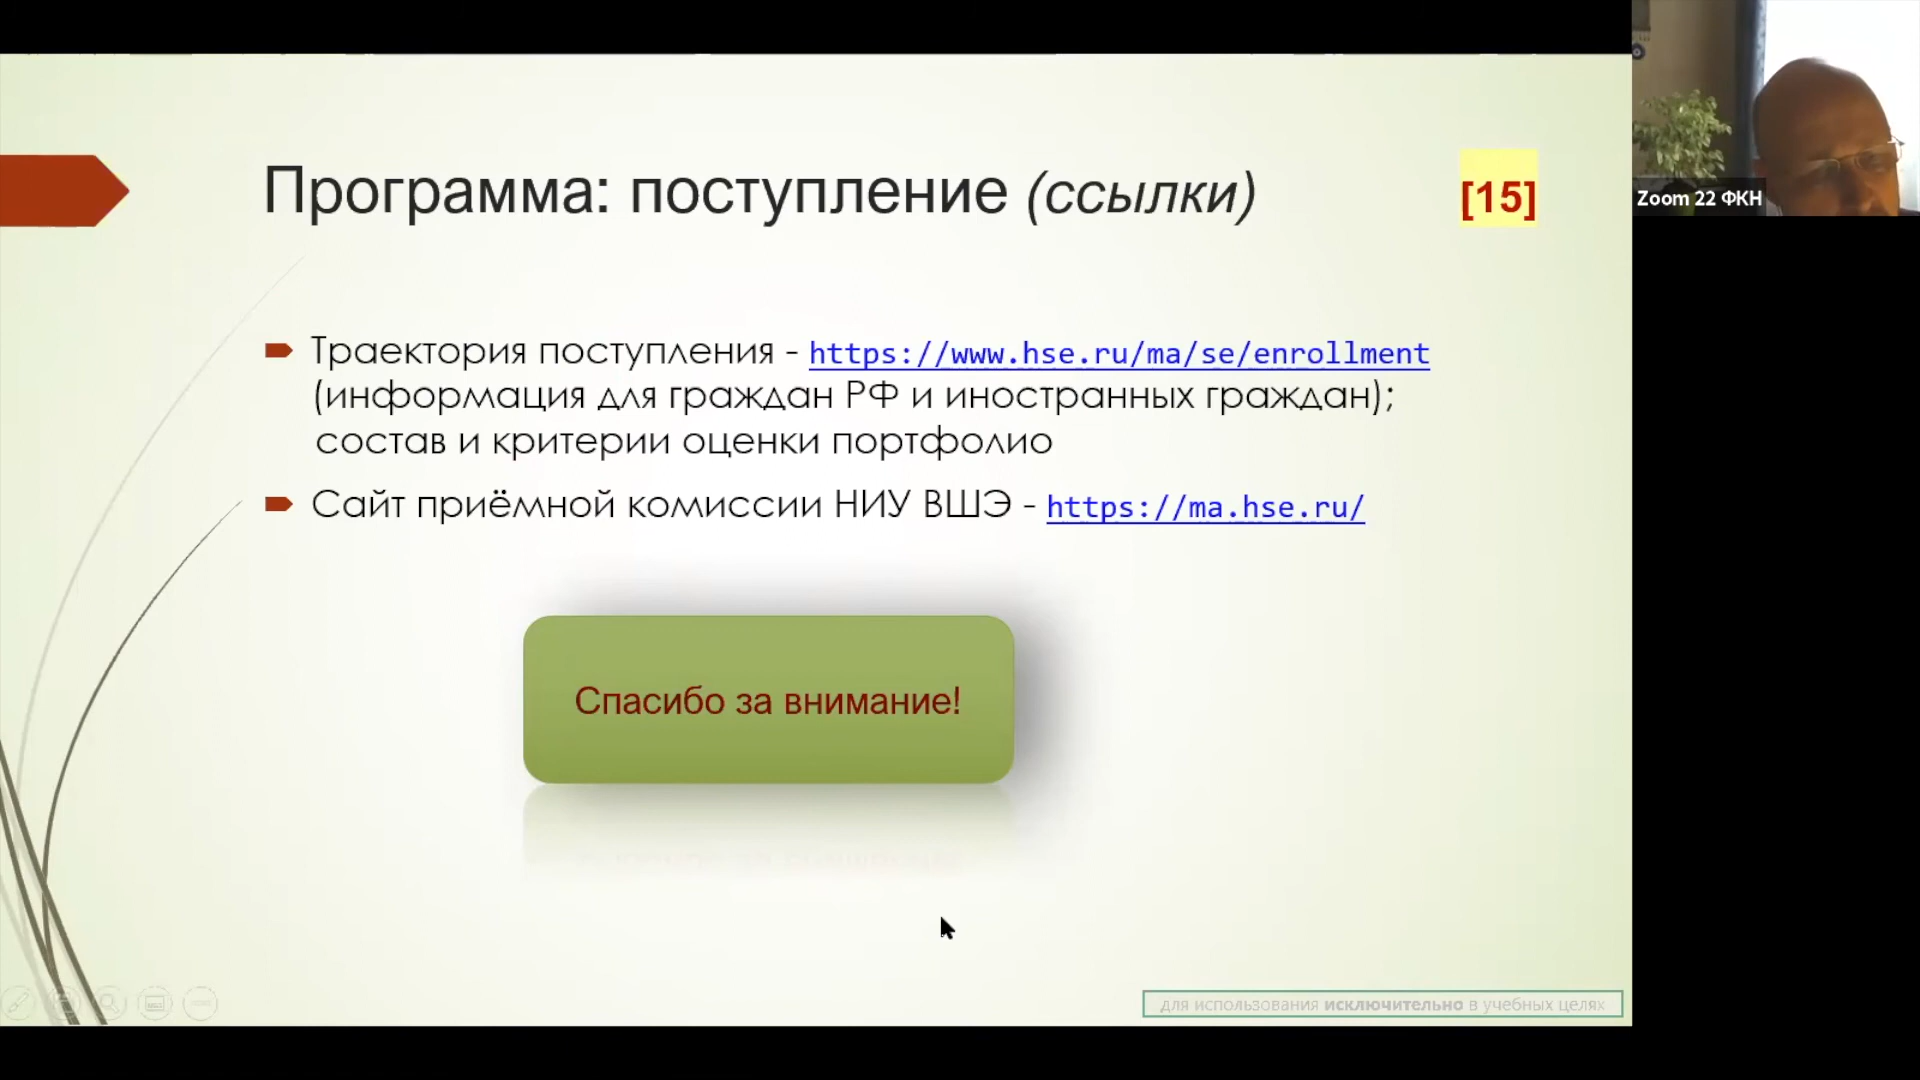 Программа: поступление (ссылки)
[15]
Zoom 22 ФКН
Траектория поступления - https://www.hse.ru/ma/se/enrollment
(информация для граждан РФ и иностранных граждан);
состав и критерии оценки портфолио
Сайт приёмной комиссии НИУ ВШЭ - https://ma.hse.ru/
Спасибо за внимание!
для использования исключительно в учебных целях